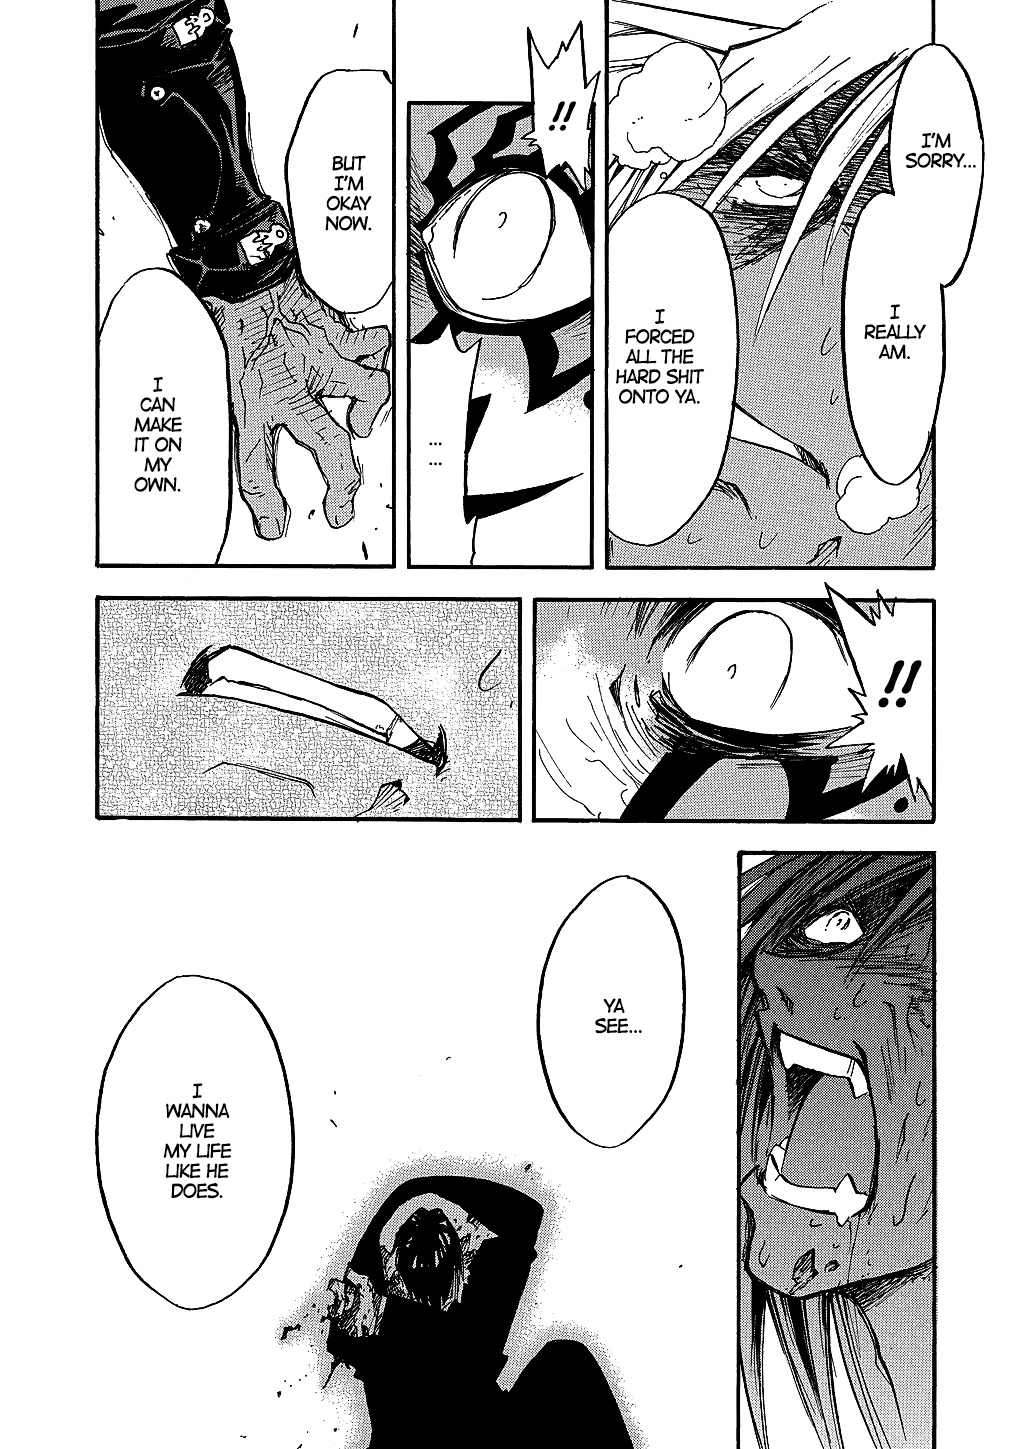 I'M
SORRY...
I
REALLY
AM.
I
FORCED
ALL THE
HARD SHIT
ONTO YA.
!!
...
...
BUT
I'M
OKAY
NOW.
I
CAN
MAKE
IT ON
MY
OWN.
!!
YA
SEE...
I
WANNA
LIVE
MY LIFE
LIKE HE
DOES.